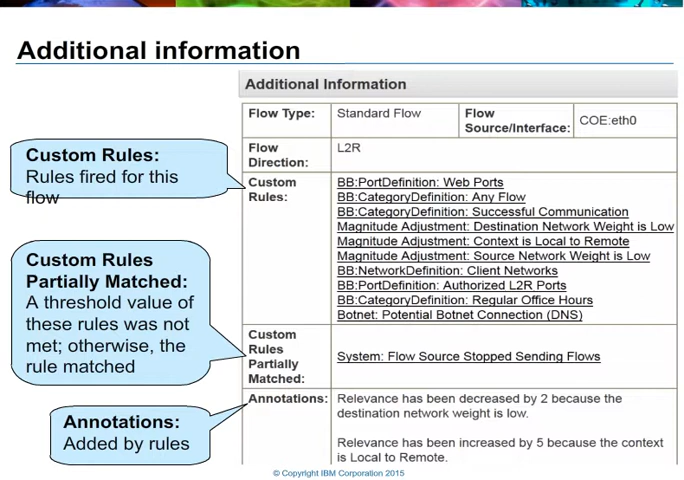 Additional information
Additional Information
Flow Type: Standard Flow Flow Source/Interface: COE:eth0
Flow Direction: L2R
Custom Rules:
Rules fired for this
flow
Custom Rules:
BB:PortDefinition: Web Ports
BB:CategoryDefinition: Any Flow
BB:CategoryDefinition: Successful Communication
Magnitude Adjustment: Destination Network Weight is Low
Magnitude Adjustment: Context is Local to Remote
Magnitude Adjustment: Source Network Weight is Low
BB:NetworkDefinition: Client Networks
BB:PortDefinition: Authorized L2R Ports
BB:CategoryDefinition: Regular Office Hours
Botnet: Potential Botnet Connection (DNS)
Custom Rules
Partially Matched:
A threshold value of
these rules was not
met; otherwise, the
rule matched
Custom
Rules
Partially
Matched:
System: Flow Source Stopped Sending Flows
Annotations:
Added by rules
Annotations:
Relevance has been decreased by 2 because the
destination network weight is low.
Relevance has been increased by 5 because the context
is Local to Remote.
© Copyright IBM Corporation 2015